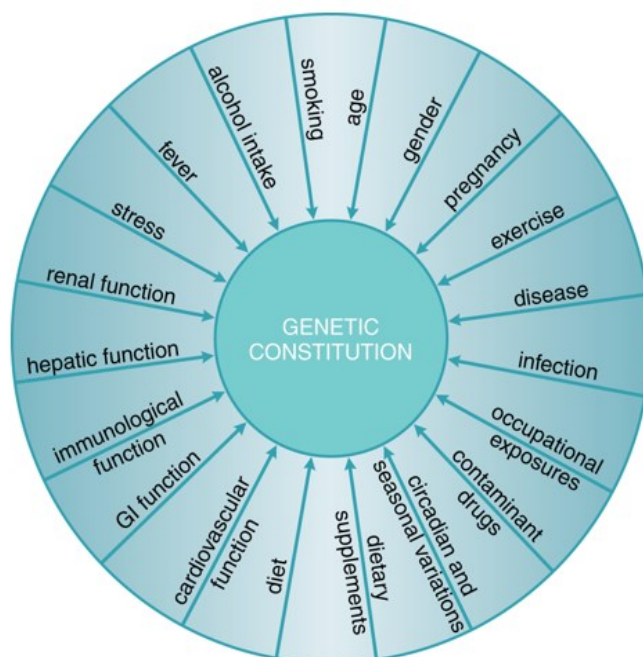 GENETIC
CONSTITUTION
age
gender
pregnancy
exercise
disease
infection
occupational
exposures
contaminant
drugs
circadian and
seasonal variations
dietary
supplements
diet
cardiovascular
function
GI function
immunological
function
hepatic function
renal function
stress
fever
alcohol intake
smoking